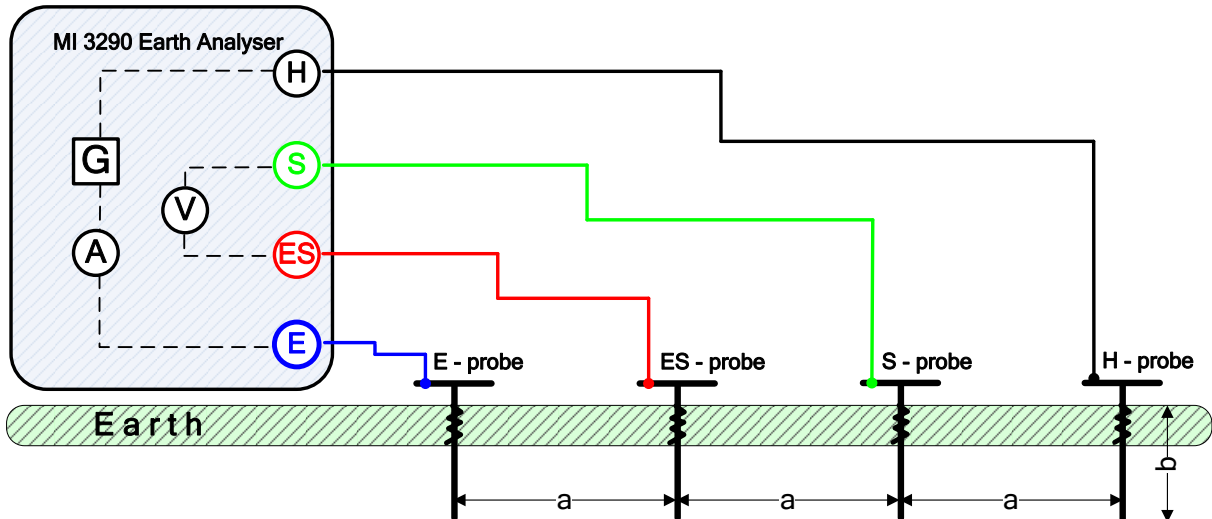 MI 3290 Earth Analyser
H
G
S
V
A
ES
E
E - probe
ES - probe
S - probe
H - probe
Earth
a
a
a
b